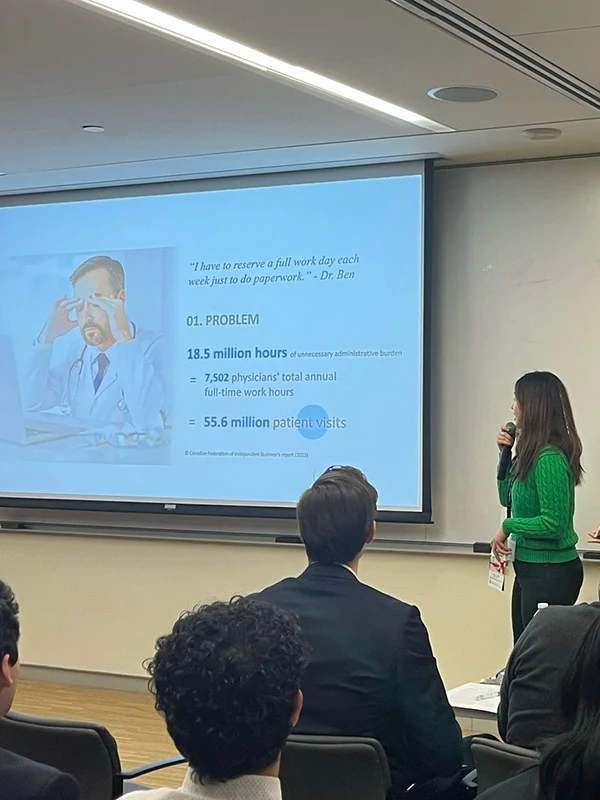 “I have to reserve a full work day each
week just to do paperwork.” - Dr. Ben
01. PROBLEM
18.5 million hours of unnecessary administrative burden
= 7,502 physicians' total annual
full-time work hours
= 55.6 million patient visits
© Canadian Federation of Independent Business's report (2023)